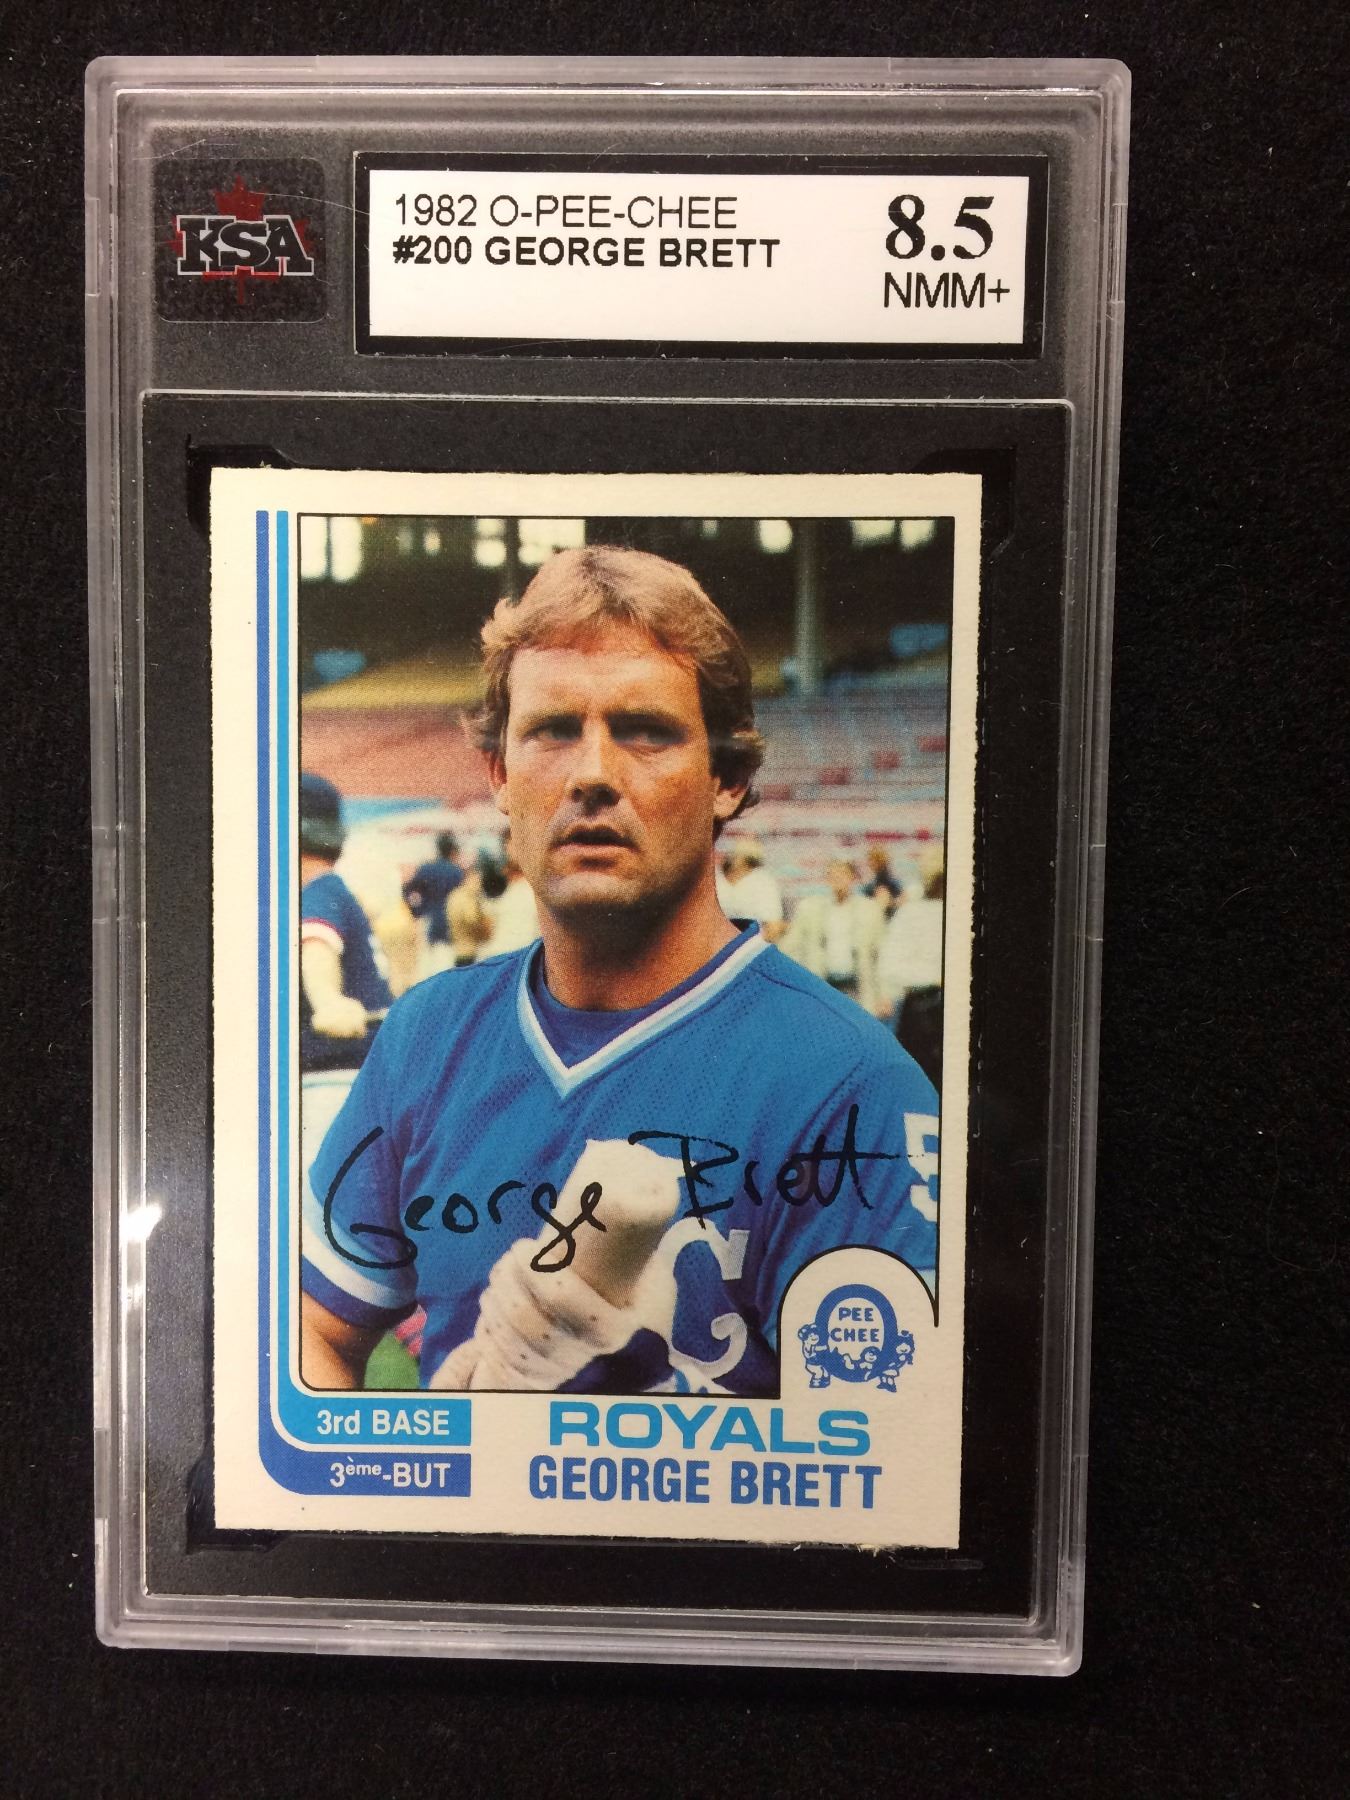 KSA
1982 O-PEE-CHEE
#200 GEORGE BRETT
8.5
NMM+
George Brett
5
C
PEE
CHEE
3rd BASE
3ème-BUT
ROYALS
GEORGE BRETT